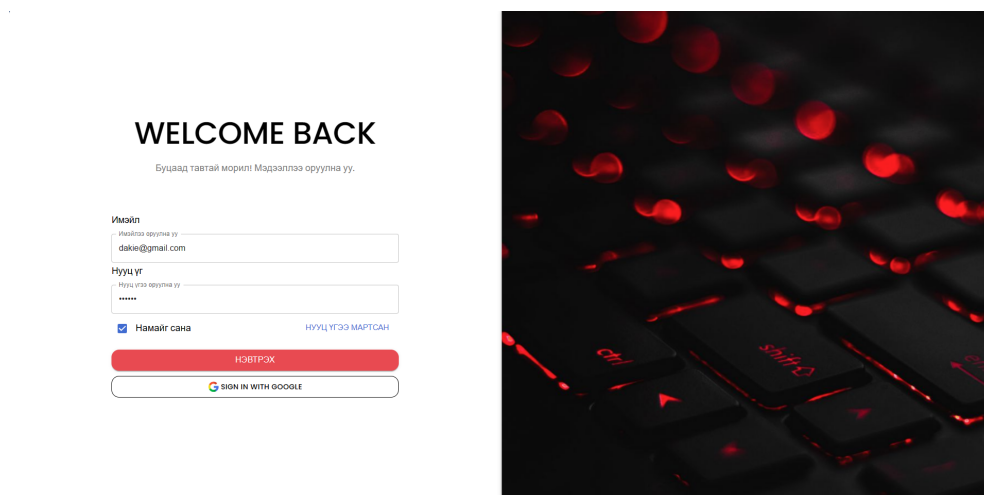 WELCOME BACK
Буцаад тавтай морил! Мэдээллээ оруулна уу.
Имэйл
Имэйлээ оруулна уу
dakie@gmail.com
Нууц үг
Нууц үгээ оруулна уу
••••••
Намайг сана
НУУЦ ҮГЭЭ МАРТСАН
НЭВТРЭХ
SIGN IN WITH GOOGLE
ctrl
shift